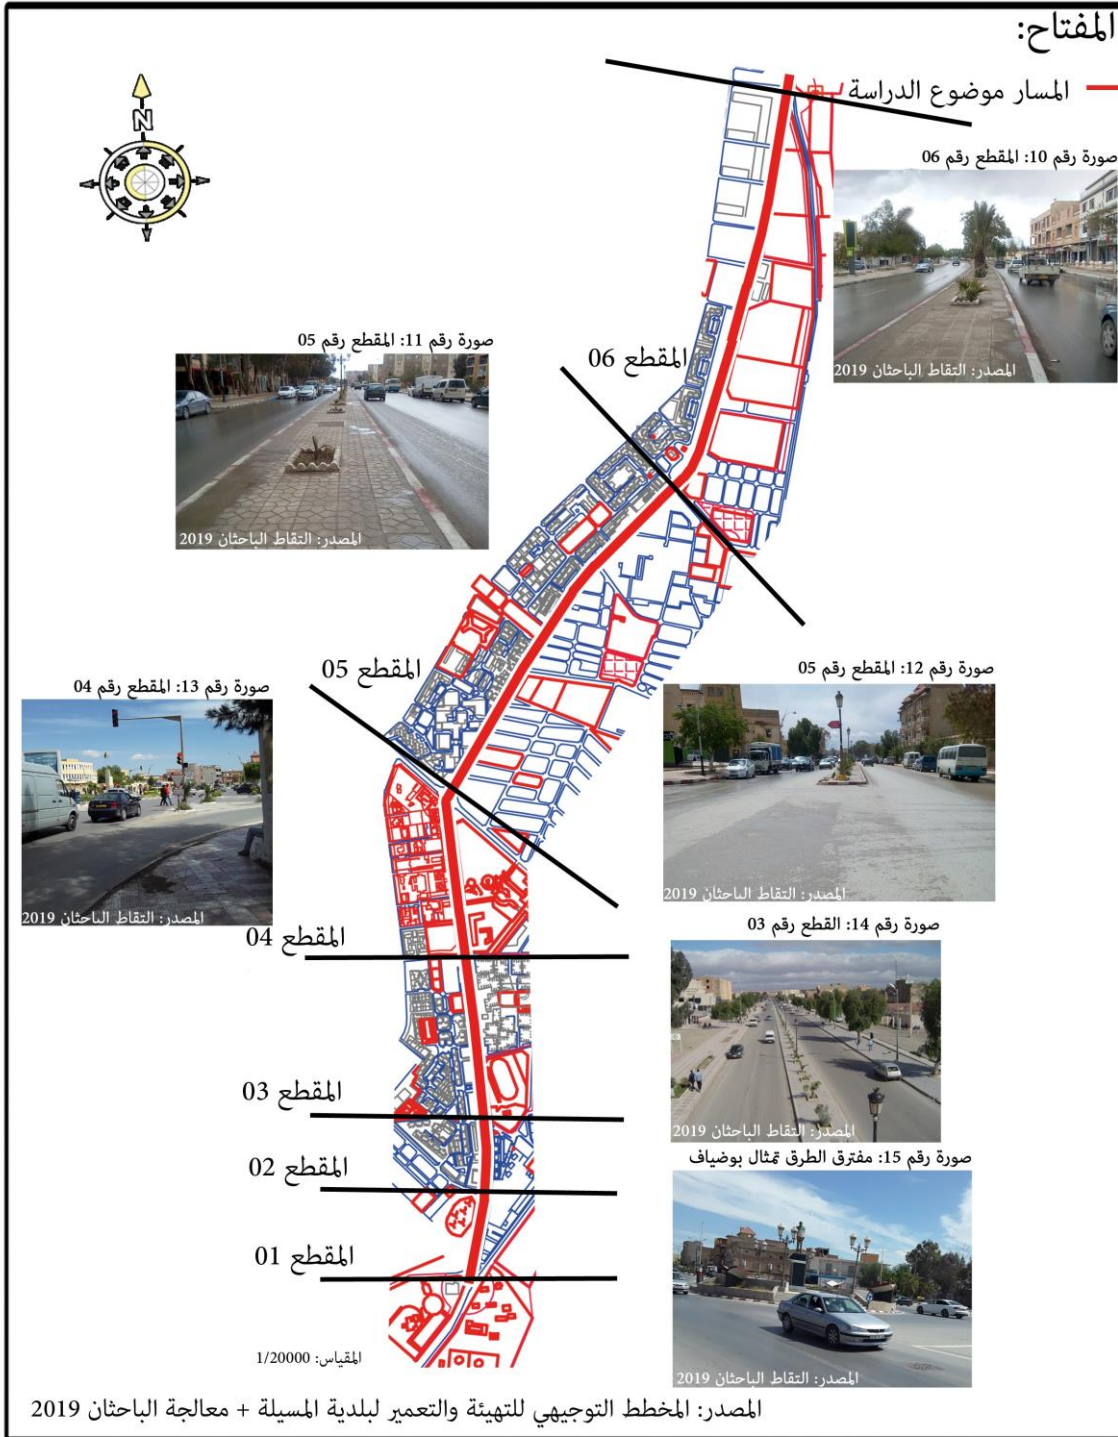 المفتاح:
المسار موضوع الدراسة
N
صورة رقم 10: المقطع رقم 06
المصدر: التقاط الباحثان 2019
صورة رقم 11: المقطع رقم 05
المصدر: التقاط الباحثان 2019
المقطع 06
المقطع 05
صورة رقم 12: المقطع رقم 05
المصدر: التقاط الباحثان 2019
صورة رقم 13: المقطع رقم 04
المصدر: التقاط الباحثان 2019
المقطع 04
صورة رقم 14: القطع رقم 03
المصدر: التقاط الباحثان 2019
المقطع 03
المقطع 02
صورة رقم 15: مفترق الطرق تمثال بوضياف
المصدر: التقاط الباحثان 2019
المقطع 01
المقياس: 1/20000
المصدر: المخطط التوجيهي للتهيئة والتعمير لبلدية المسيلة + معالجة الباحثان 2019